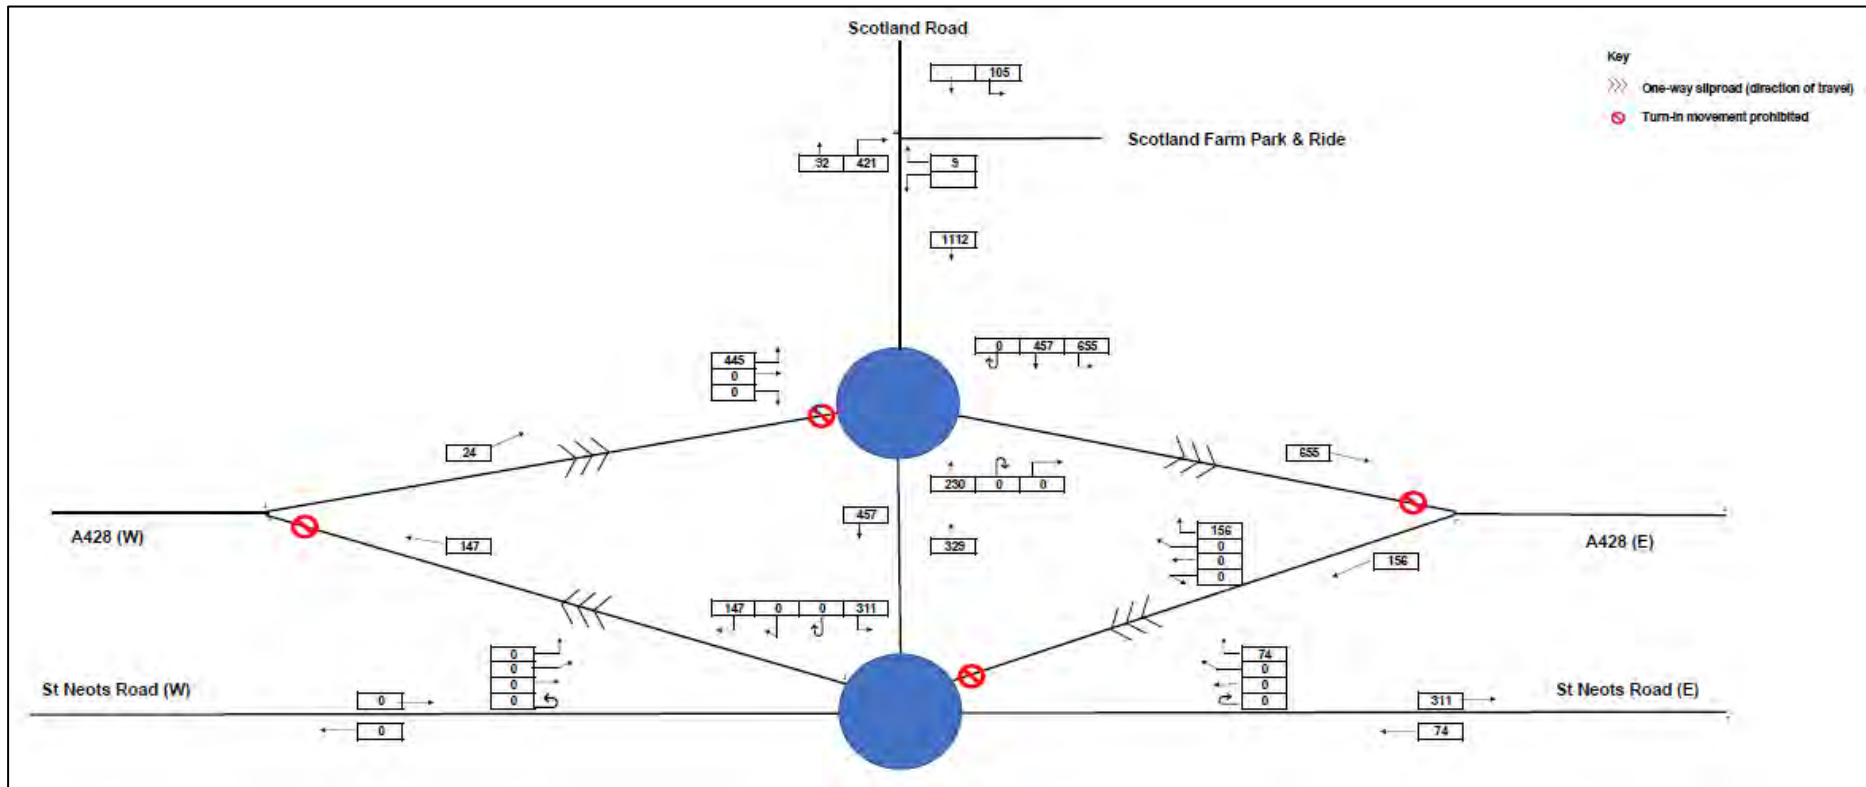 Scotland Road
Key
One-way sliproad (direction of travel)
Turn-in movement prohibited
105
Scotland Farm Park & Ride
32 421
9
1112
0 457 655
445
0
0
24
655
230 0 0
457
329
A428 (W)
147
156
0
0
0
A428 (E)
156
147 0 0 311
0
0
0
0
74
0
0
0
St Neots Road (W)
St Neots Road (E)
0
311
0
74